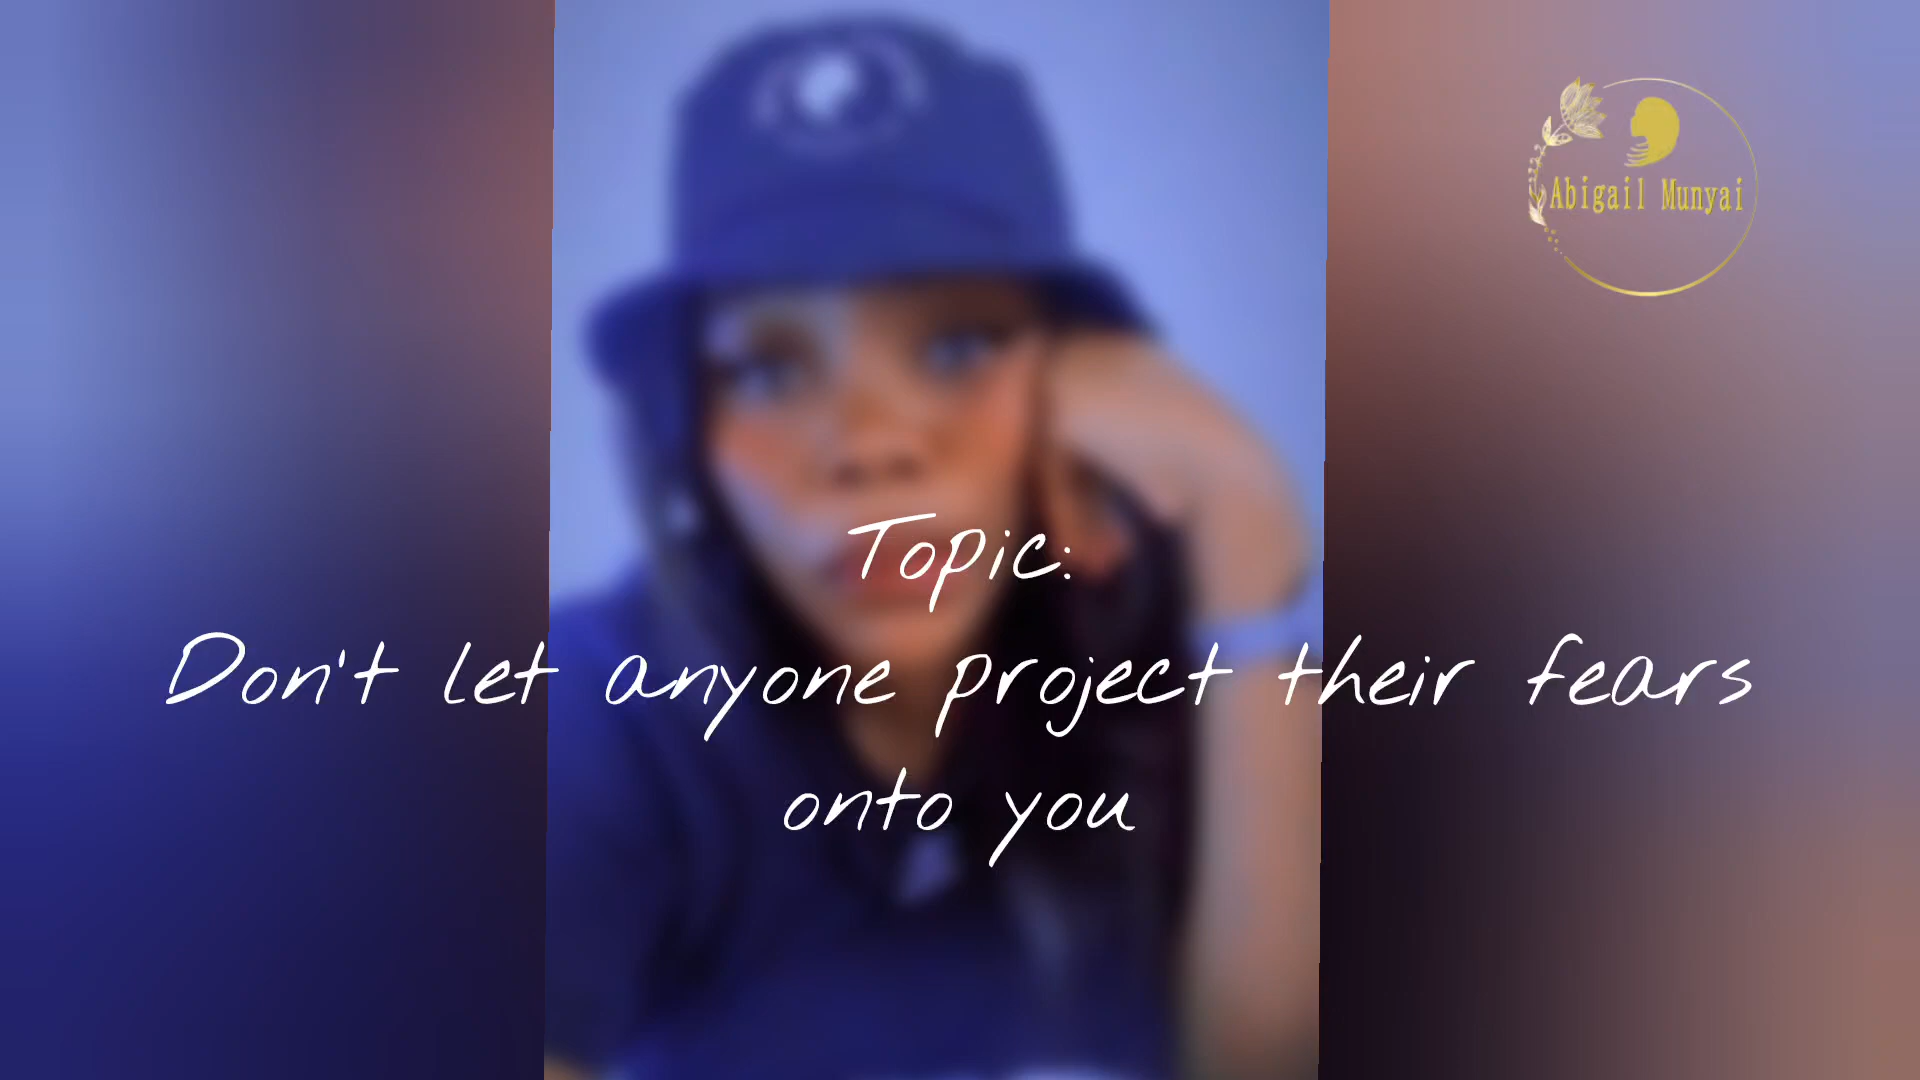 Abigail Munyai
Topic:
Don't let anyone project their fears
onto you